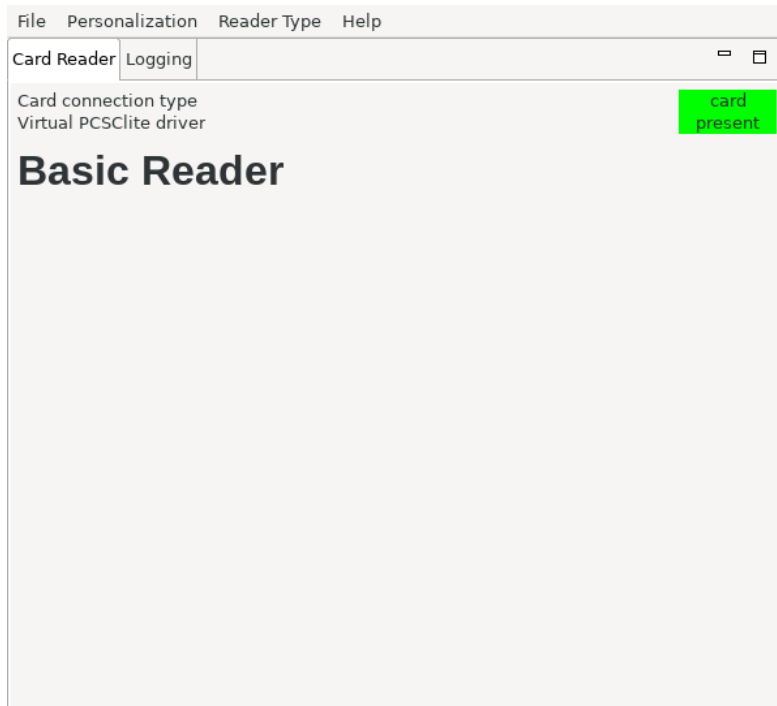 File Personalization Reader Type Help
Card Reader Logging
Card connection type
Virtual PCSClite driver
card
present
Basic Reader